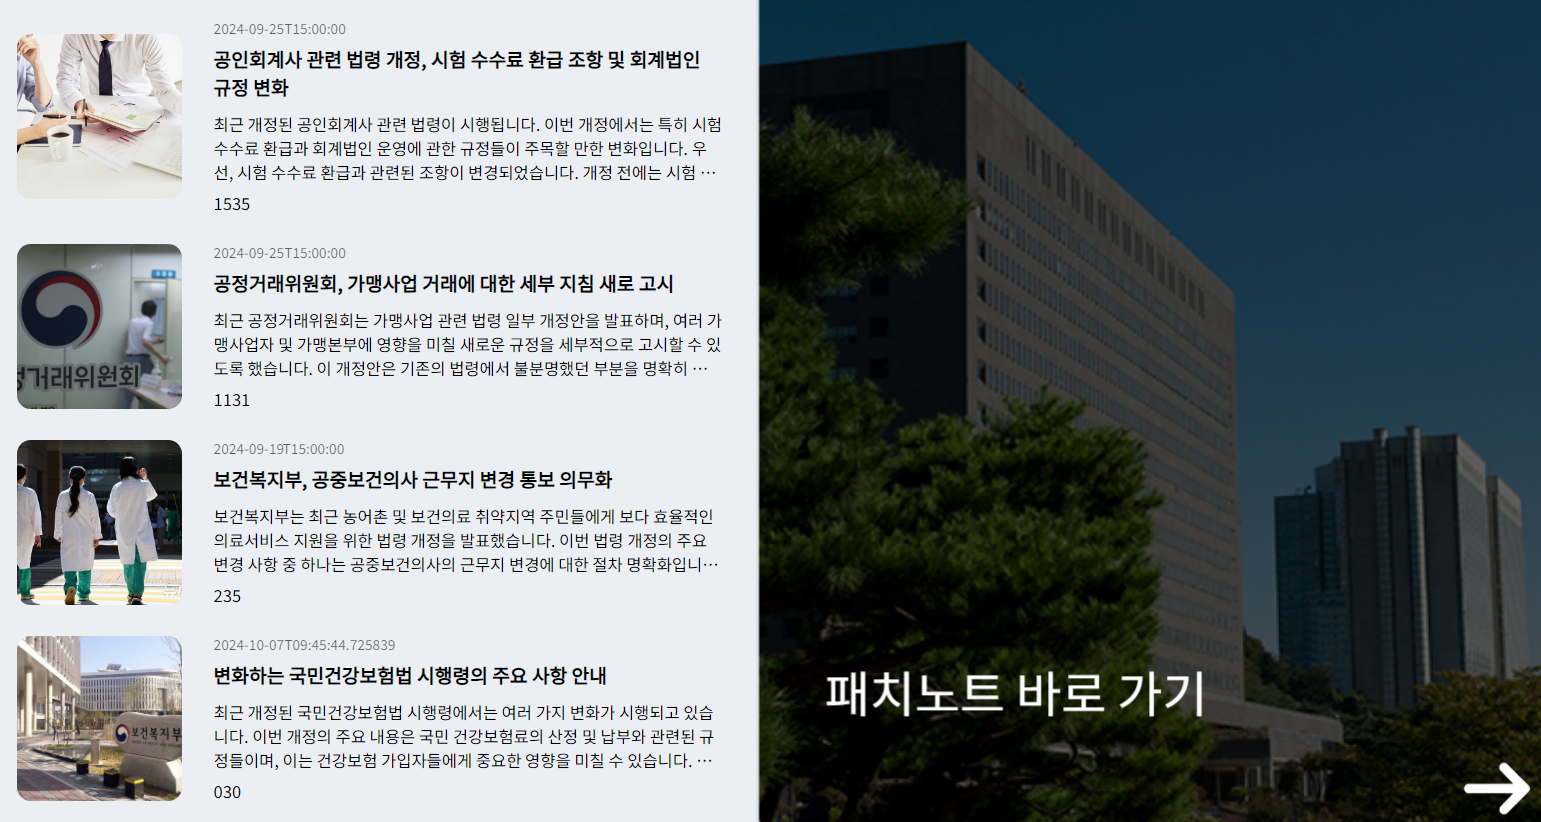 2024-09-25T15:00:00
공인회계사 관련 법령 개정, 시험 수수료 환급 조항 및 회계법인
규정 변화
최근 개정된 공인회계사 관련 법령이 시행됩니다. 이번 개정에서는 특히 시험
수수료 환급과 회계법인 운영에 관한 규정들이 주목할 만한 변화입니다. 우
선, 시험 수수료 환급과 관련된 조항이 변경되었습니다. 개정 전에는 시험 …
1535
2024-09-25T15:00:00
공정거래위원회, 가맹사업 거래에 대한 세부 지침 새로 고시
최근 공정거래위원회는 가맹사업 관련 법령 일부 개정안을 발표하며, 여러 가
맹사업자 및 가맹본부에 영향을 미칠 새로운 규정을 세부적으로 고시할 수 있
도록 했습니다. 이 개정안은 기존의 법령에서 불분명했던 부분을 명확히 …
1131
정거래위원회
2024-09-19T15:00:00
보건복지부, 공중보건의사 근무지 변경 통보 의무화
보건복지부는 최근 농어촌 및 보건의료 취약지역 주민들에게 보다 효율적인
의료서비스 지원을 위한 법령 개정을 발표했습니다. 이번 법령 개정의 주요
변경 사항 중 하나는 공중보건의사의 근무지 변경에 대한 절차 명확화입니…
235
2024-10-07T09:45:44.725839
변화하는 국민건강보험법 시행령의 주요 사항 안내
최근 개정된 국민건강보험법 시행령에서는 여러 가지 변화가 시행되고 있습
니다. 이번 개정의 주요 내용은 국민 건강보험료의 산정 및 납부와 관련된 규
정들이며, 이는 건강보험 가입자들에게 중요한 영향을 미칠 수 있습니다. …
030
보건복지부
패치노트 바로 가기